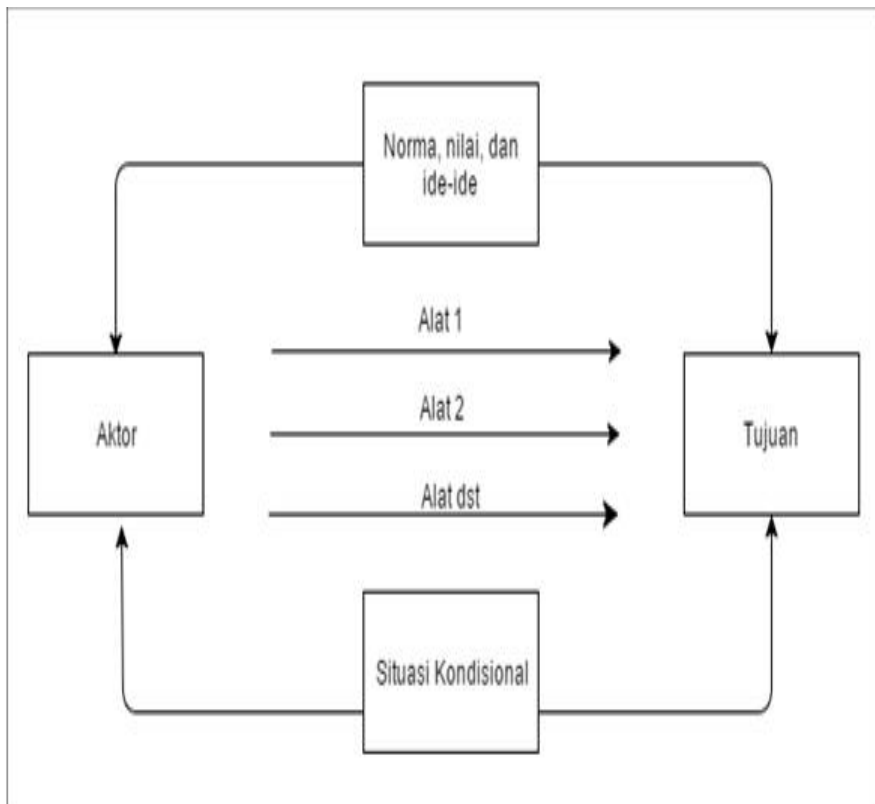 Norma, nilai, dan
ide-ide
Alat 1
Aktor
Alat 2
Tujuan
Alat dst
Situasi Kondisional